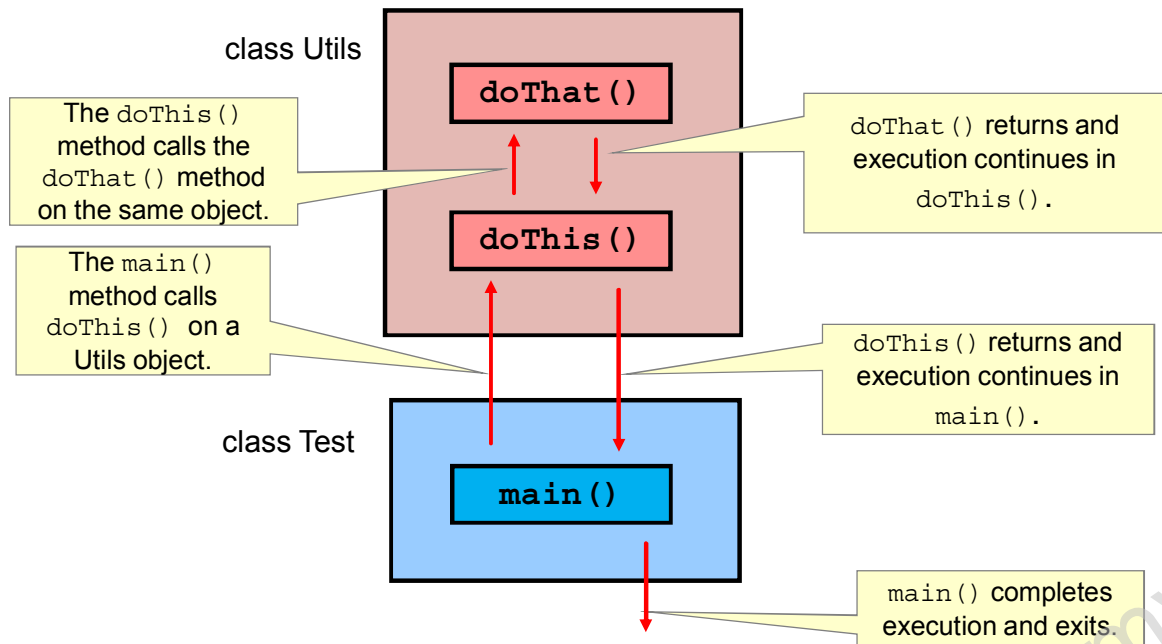 class Utils
doThat()
The doThis()
method calls the
doThat() method
on the same object.
doThat() returns and
execution continues in
doThis().
doThis()
The main()
method calls
doThis() on a
Utils object.
doThis() returns and
execution continues in
main().
class Test
main()
main() completes
execution and exits.